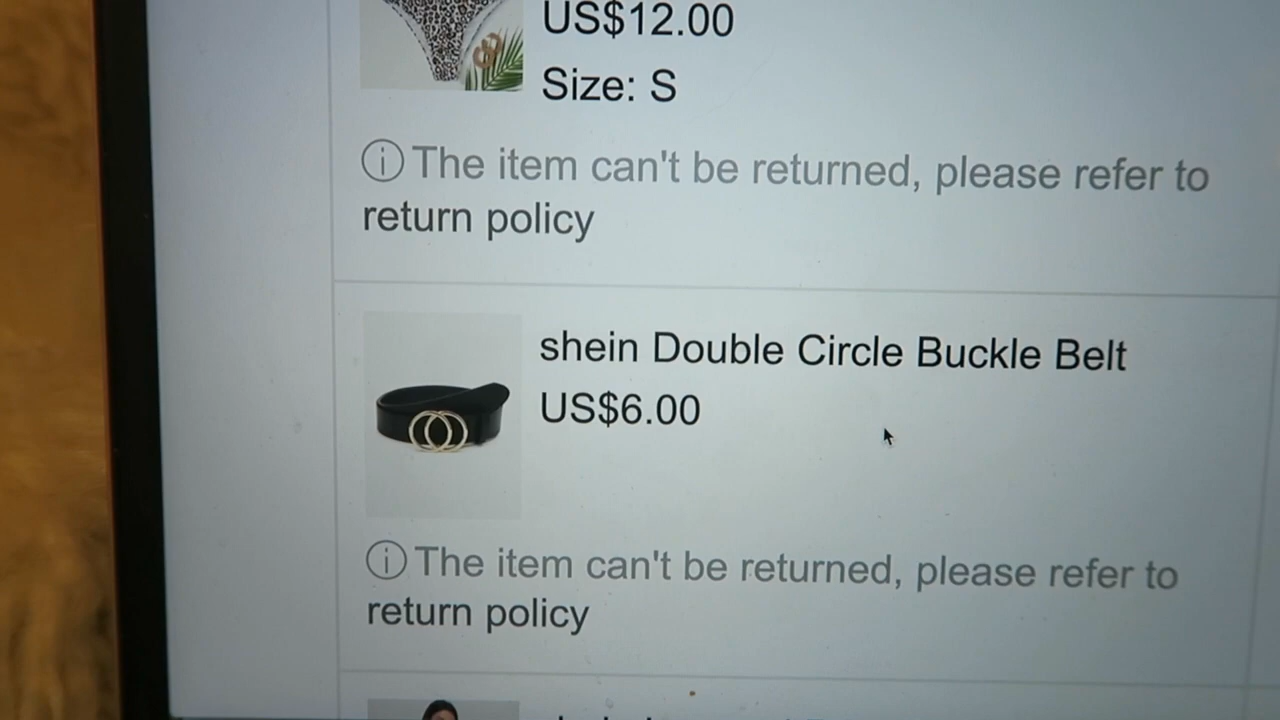 US$12.00
Size: S
The item can't be returned, please refer to
return policy
shein Double Circle Buckle Belt
US$6.00
The item can't be returned, please refer to
return policy